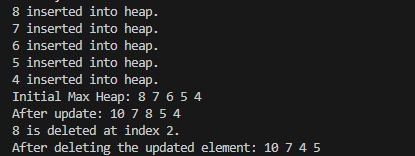 8 inserted into heap.
7 inserted into heap.
6 inserted into heap.
5 inserted into heap.
4 inserted into heap.
Initial Max Heap: 8 7 6 5 4
After update: 10 7 8 5 4
8 is deleted at index 2.
After deleting the updated element: 10 7 4 5